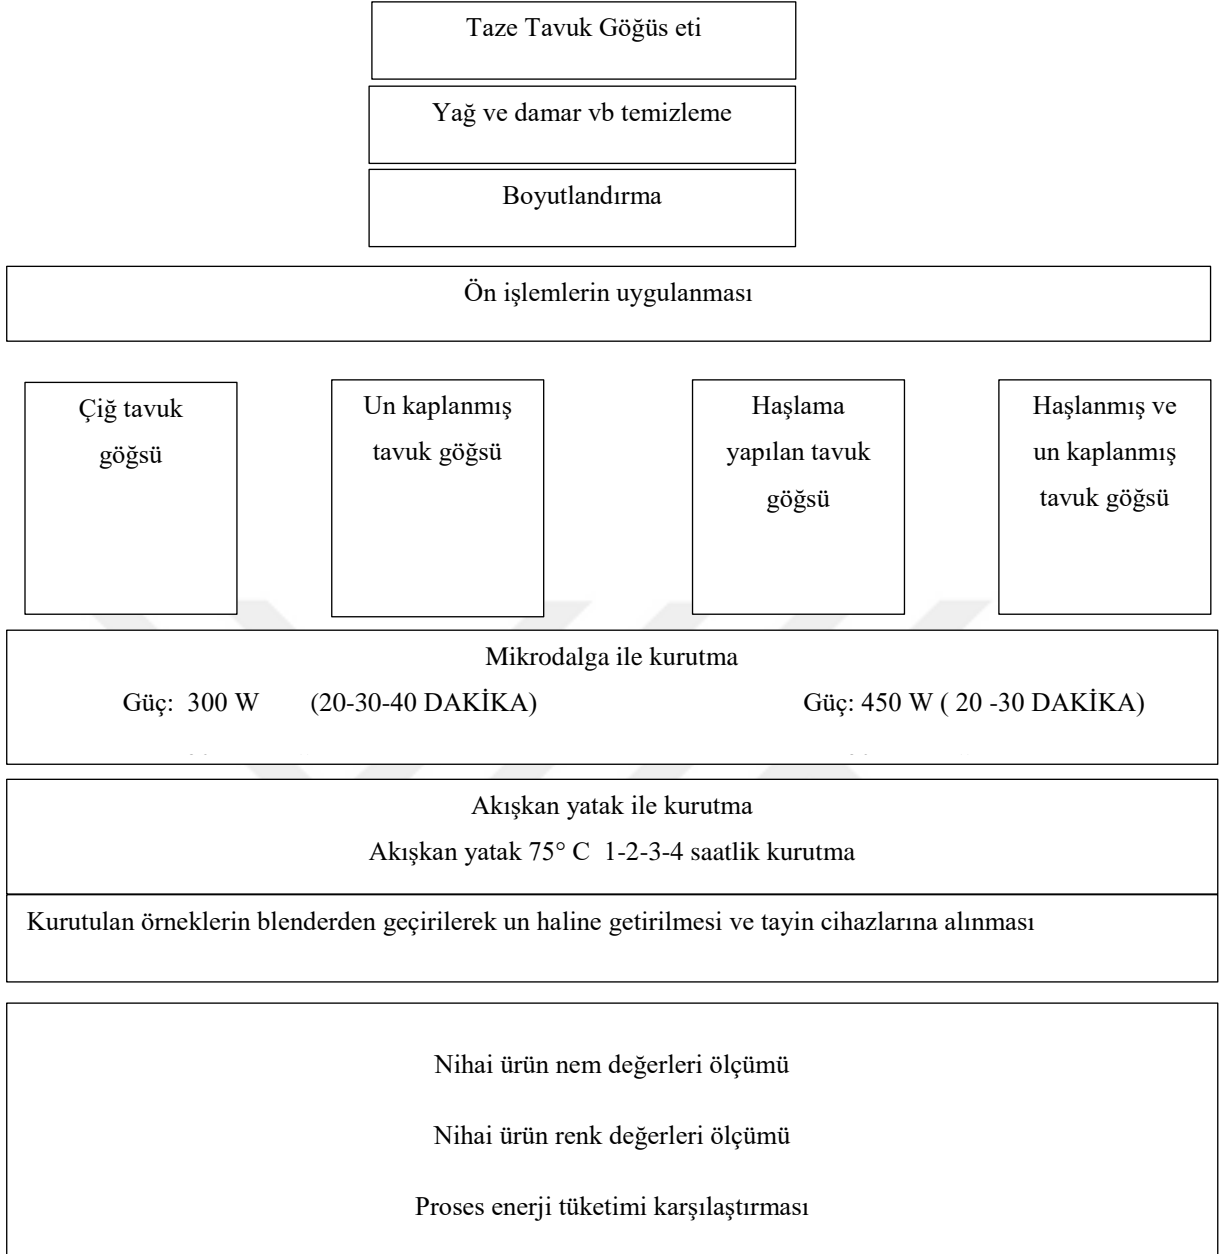 Taze Tavuk Göğüs eti
Yağ ve damar vb temizleme
Boyutlandırma
Ön işlemlerin uygulanması
Çiğ tavuk
göğsü
Un kaplanmış
tavuk göğsü
Haşlama
yapılan tavuk
göğsü
Haşlanmış ve
un kaplanmış
tavuk göğsü
Mikrodalga ile kurutma
Güç: 300 W (20-30-40 DAKİKA) Güç: 450 W ( 20 -30 DAKİKA)
Akışkan yatak ile kurutma
Akışkan yatak 75° C 1-2-3-4 saatlik kurutma
Kurutulan örneklerin blenderden geçirilerek un haline getirilmesi ve tayin cihazlarına alınması
Nihai ürün nem değerleri ölçümü
Nihai ürün renk değerleri ölçümü
Proses enerji tüketimi karşılaştırması